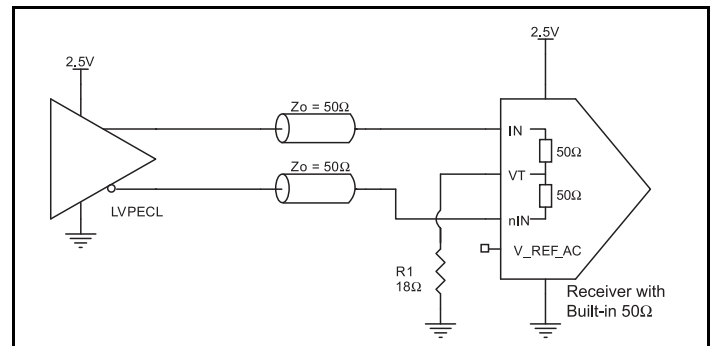 2.5V
2.5V
Zo = 50Ω
IN
50Ω
Zo = 50Ω
VT
50Ω
nIN
LVPECL
V_REF_AC
R1
18Ω
Receiver with
Built-in 50Ω